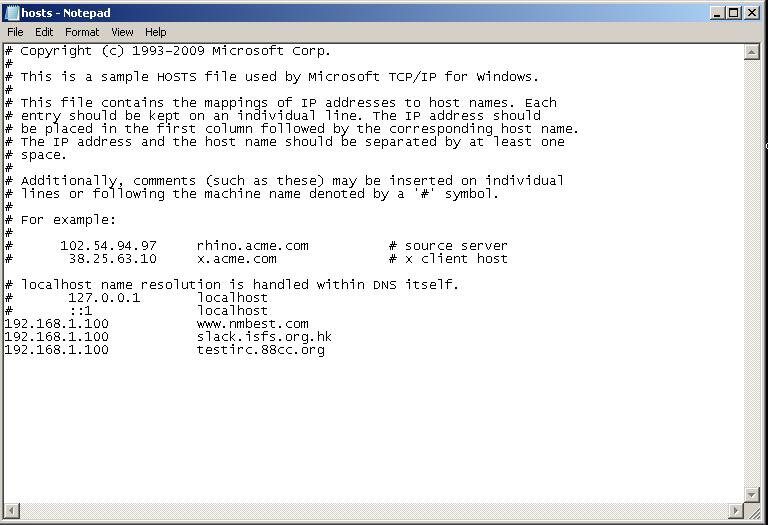 hosts - Notepad
File Edit Format View Help
# Copyright (c) 1993-2009 Microsoft Corp.
#
# This is a sample HOSTS file used by Microsoft TCP/IP for Windows.
#
# This file contains the mappings of IP addresses to host names. Each
# entry should be kept on an individual line. The IP address should
# be placed in the first column followed by the corresponding host name.
# The IP address and the host name should be separated by at least one
# space.
#
# Additionally, comments (such as these) may be inserted on individual
# lines or following the machine name denoted by a '#' symbol.
#
# For example:
#
#      102.54.94.97     rhino.acme.com          # source server
#       38.25.63.10     x.acme.com              # x client host

# localhost name resolution is handled within DNS itself.
#       127.0.0.1       localhost
#       ::1             localhost
192.168.1.100           www.nmbest.com
192.168.1.100           slack.isfs.org.hk
192.168.1.100           testirc.88cc.org